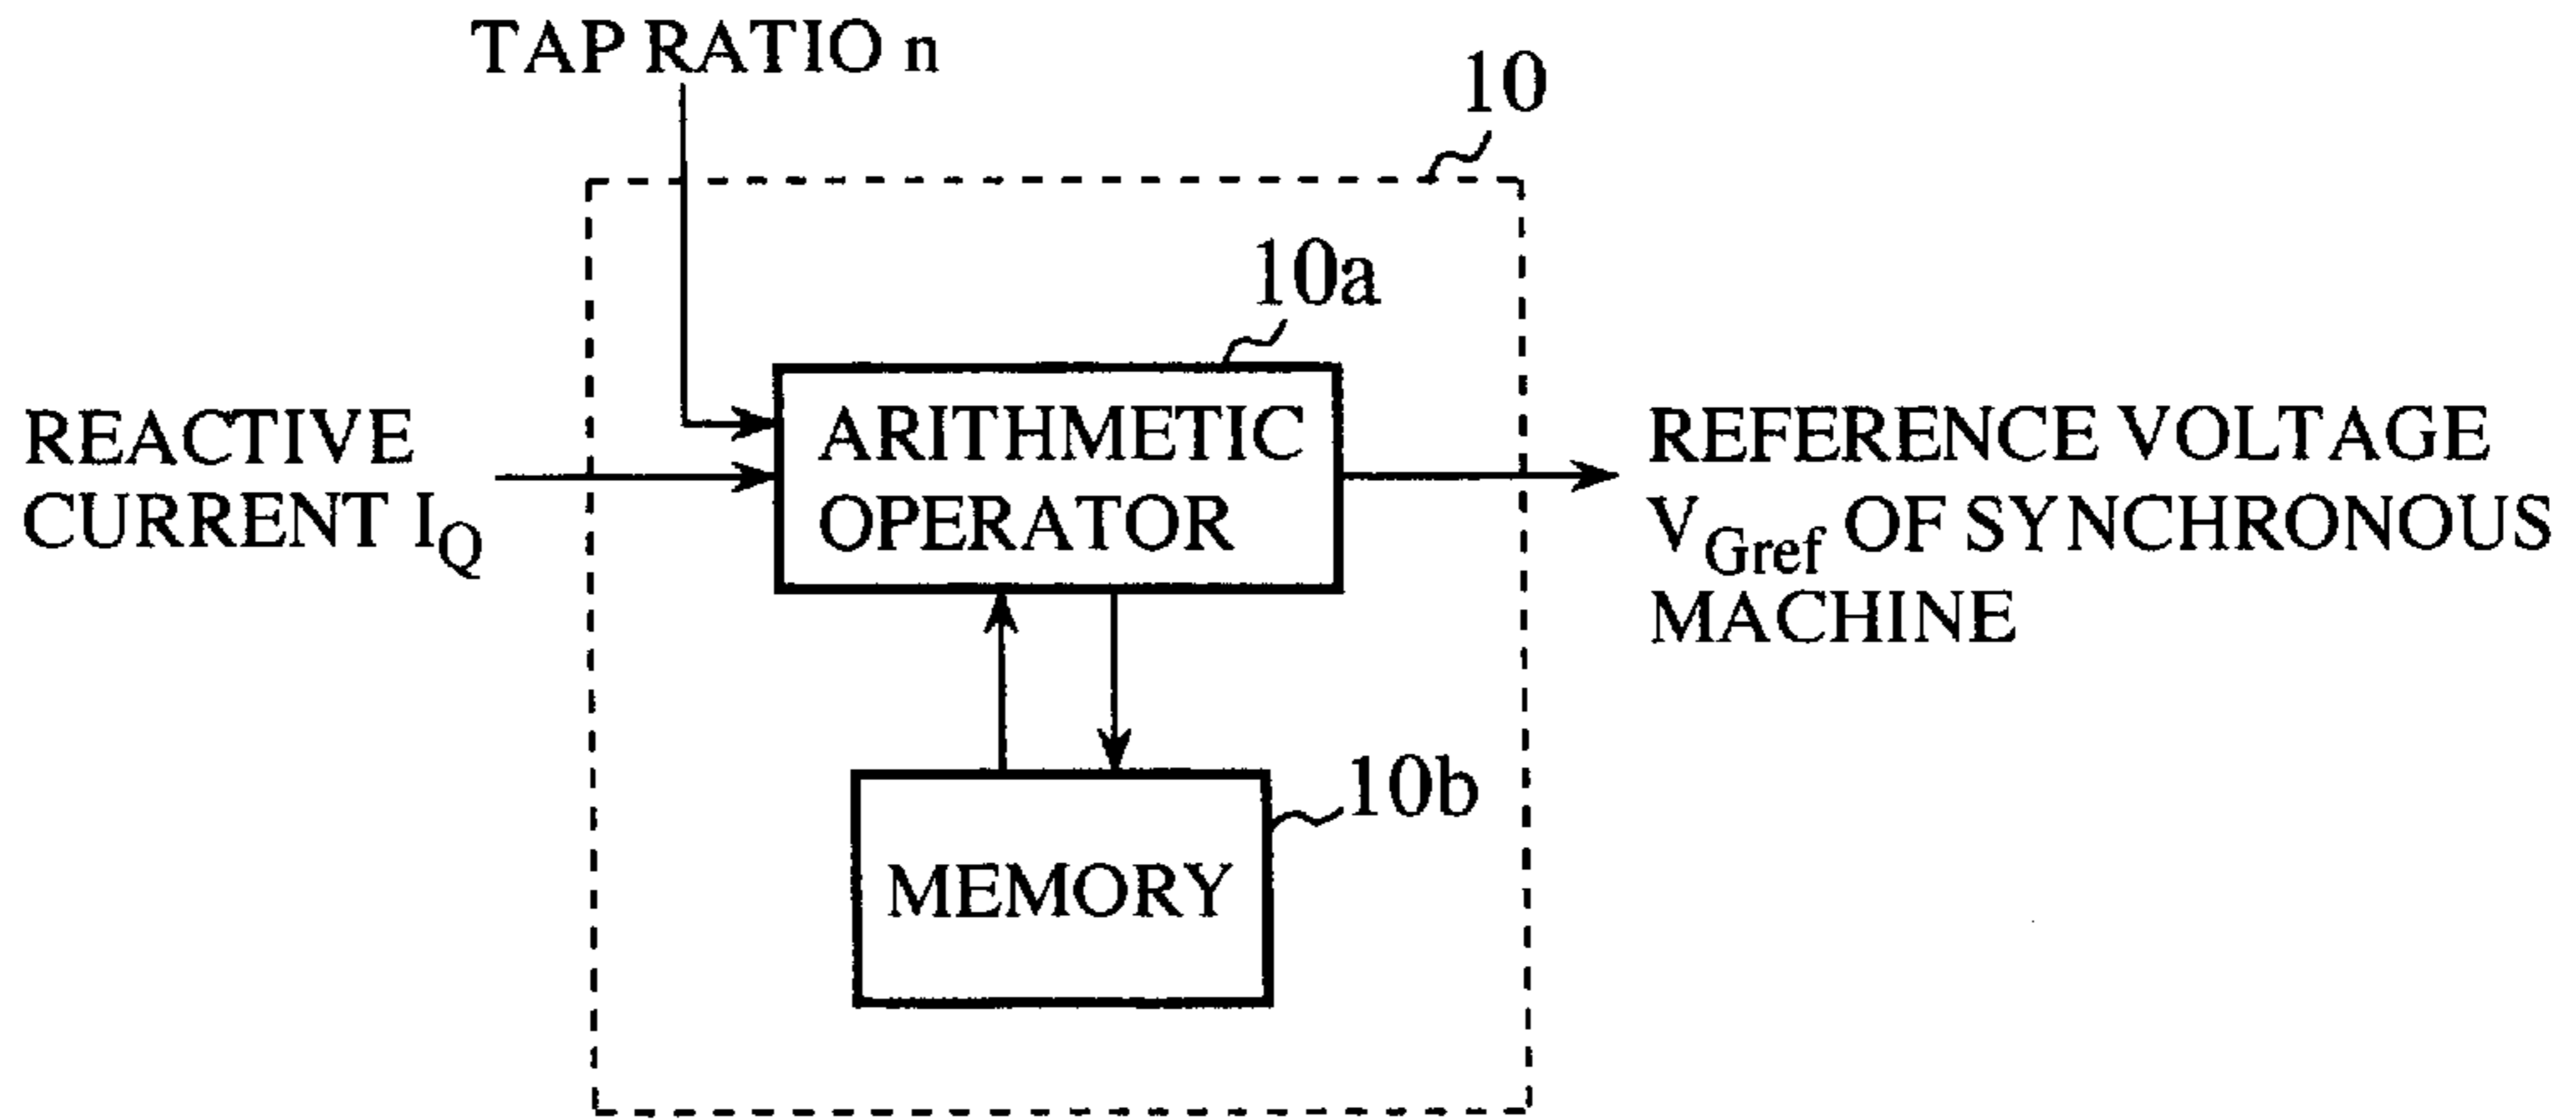 TAP RATIO n
10
10a
REACTIVE
CURRENT I_Q
ARITHMETIC
OPERATOR
REFERENCE VOLTAGE
V_Gref OF SYNCHRONOUS
MACHINE
10b
MEMORY